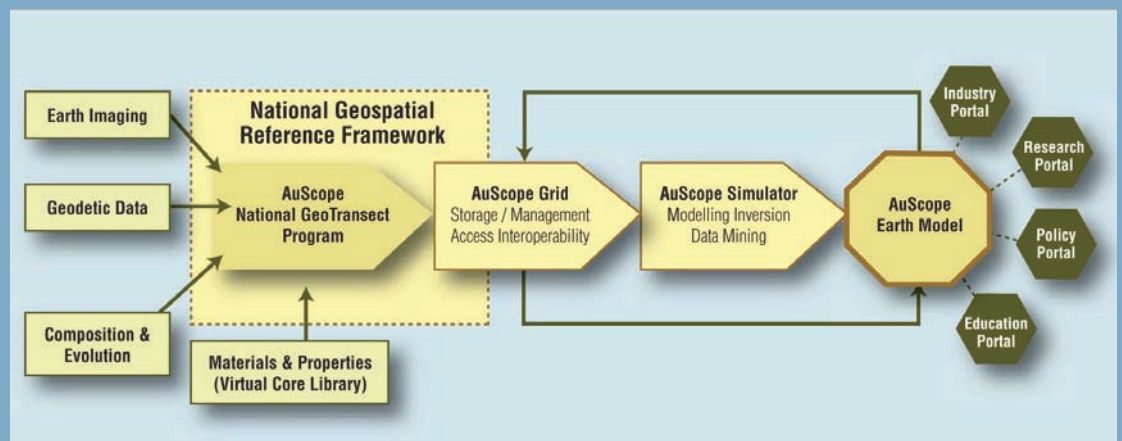 Earth Imaging
Geodetic Data
Composition &
Evolution
National Geospatial
Reference Framework
AuScope
National GeoTransect
Program
Materials & Properties
(Virtual Core Library)
AuScope Grid
Storage / Management
Access Interoperability
AuScope Simulator
Modelling Inversion
Data Mining
AuScope
Earth Model
Industry
Portal
Research
Portal
Policy
Portal
Education
Portal